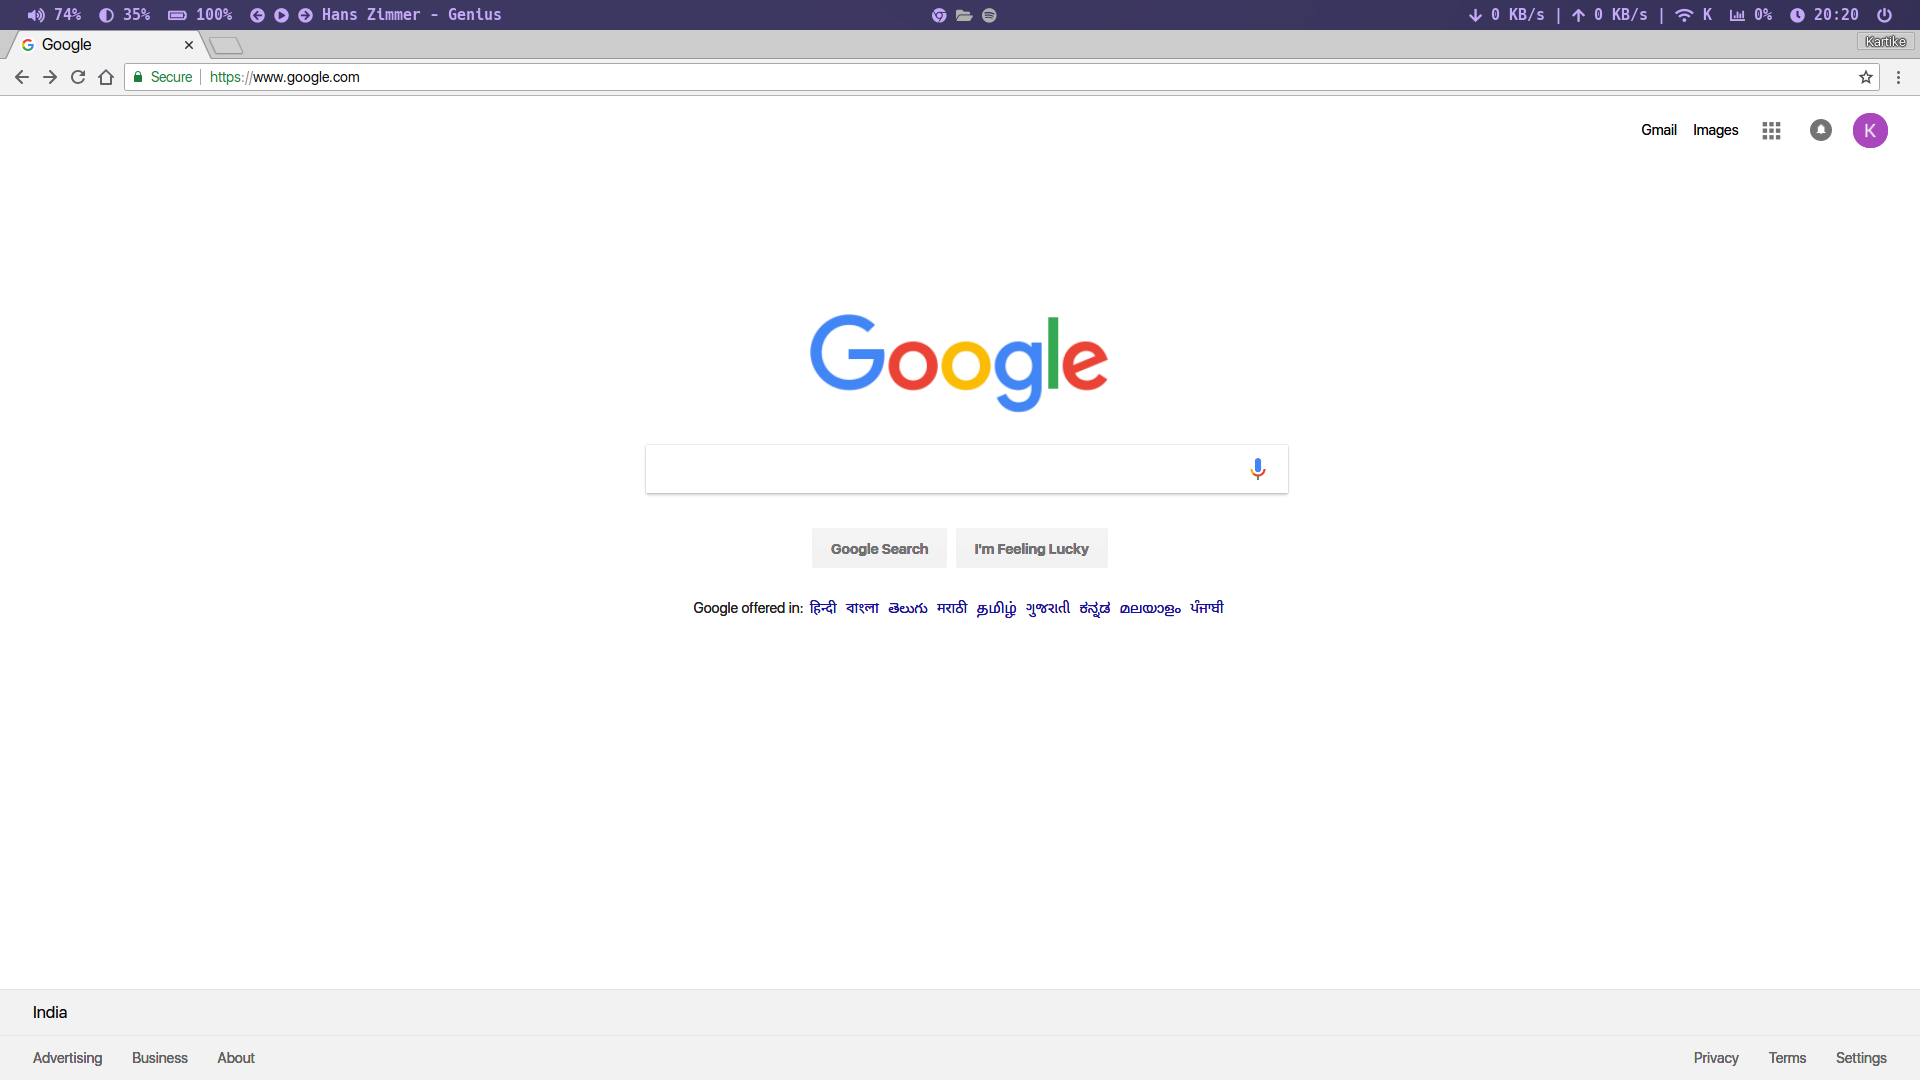 74% 35% 100% Hans Zimmer - Genius 0 KB/s | 0 KB/s | K 0% 20:20
Google Kartike
Secure https://www.google.com
Gmail Images K
Google
Google Search I'm Feeling Lucky
Google offered in: हिन्दी বাংলা తెలుగు मराठी தமிழ் ગુજરાતી ಕನ್ನಡ മലയാളം ਪੰਜਾਬੀ
India
Advertising Business About Privacy Terms Settings